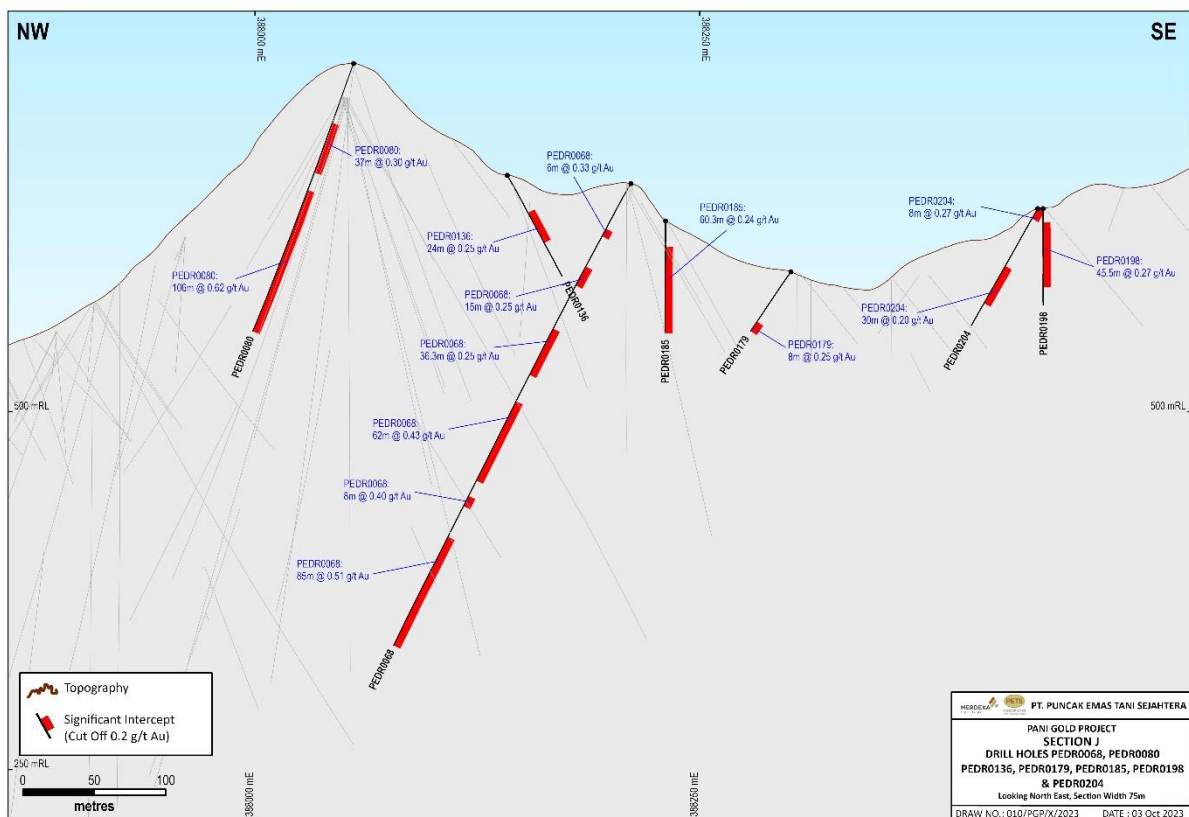 NW
388000 mE
388250 mE
SE
PEDR0080:
37m @ 0.30 g/t Au
PEDR0068:
6m @ 0.33 g/t Au
PEDR0136:
24m @ 0.25 g/t Au
PEDR0185:
60.3m @ 0.24 g/t Au
PEDR0204:
8m @ 0.27 g/t Au
PEDR0198:
45.5m @ 0.27 g/t Au
PEDR0080:
106m @ 0.62 g/t Au
PEDR0068:
15m @ 0.25 g/t Au
PEDR0136
PEDR0204:
30m @ 0.20 g/t Au
PEDR0068:
36.3m @ 0.25 g/t Au
PEDR0179:
8m @ 0.25 g/t Au
PEDR0080
PEDR0185
PEDR0179
PEDR0204
PEDR0198
500 mRL
500 mRL
PEDR0068:
62m @ 0.43 g/t Au
PEDR0068:
8m @ 0.40 g/t Au
PEDR0068:
85m @ 0.51 g/t Au
PEDR0068
Topography
Significant Intercept
(Cut Off 0.2 g/t Au)
250 mRL
0 50 100
metres
388000 mE
388250 mE
MERDEKA
PETS
PT. PUNCAK EMAS TANI SEJAHTERA
PANI GOLD PROJECT
SECTION J
DRILL HOLES PEDR0068, PEDR0080
PEDR0136, PEDR0179, PEDR0185, PEDR0198
& PEDR0204
Looking North East, Section Width 75m
DRAW NO.: 010/PGP/X/2023 DATE : 03 Oct 2023